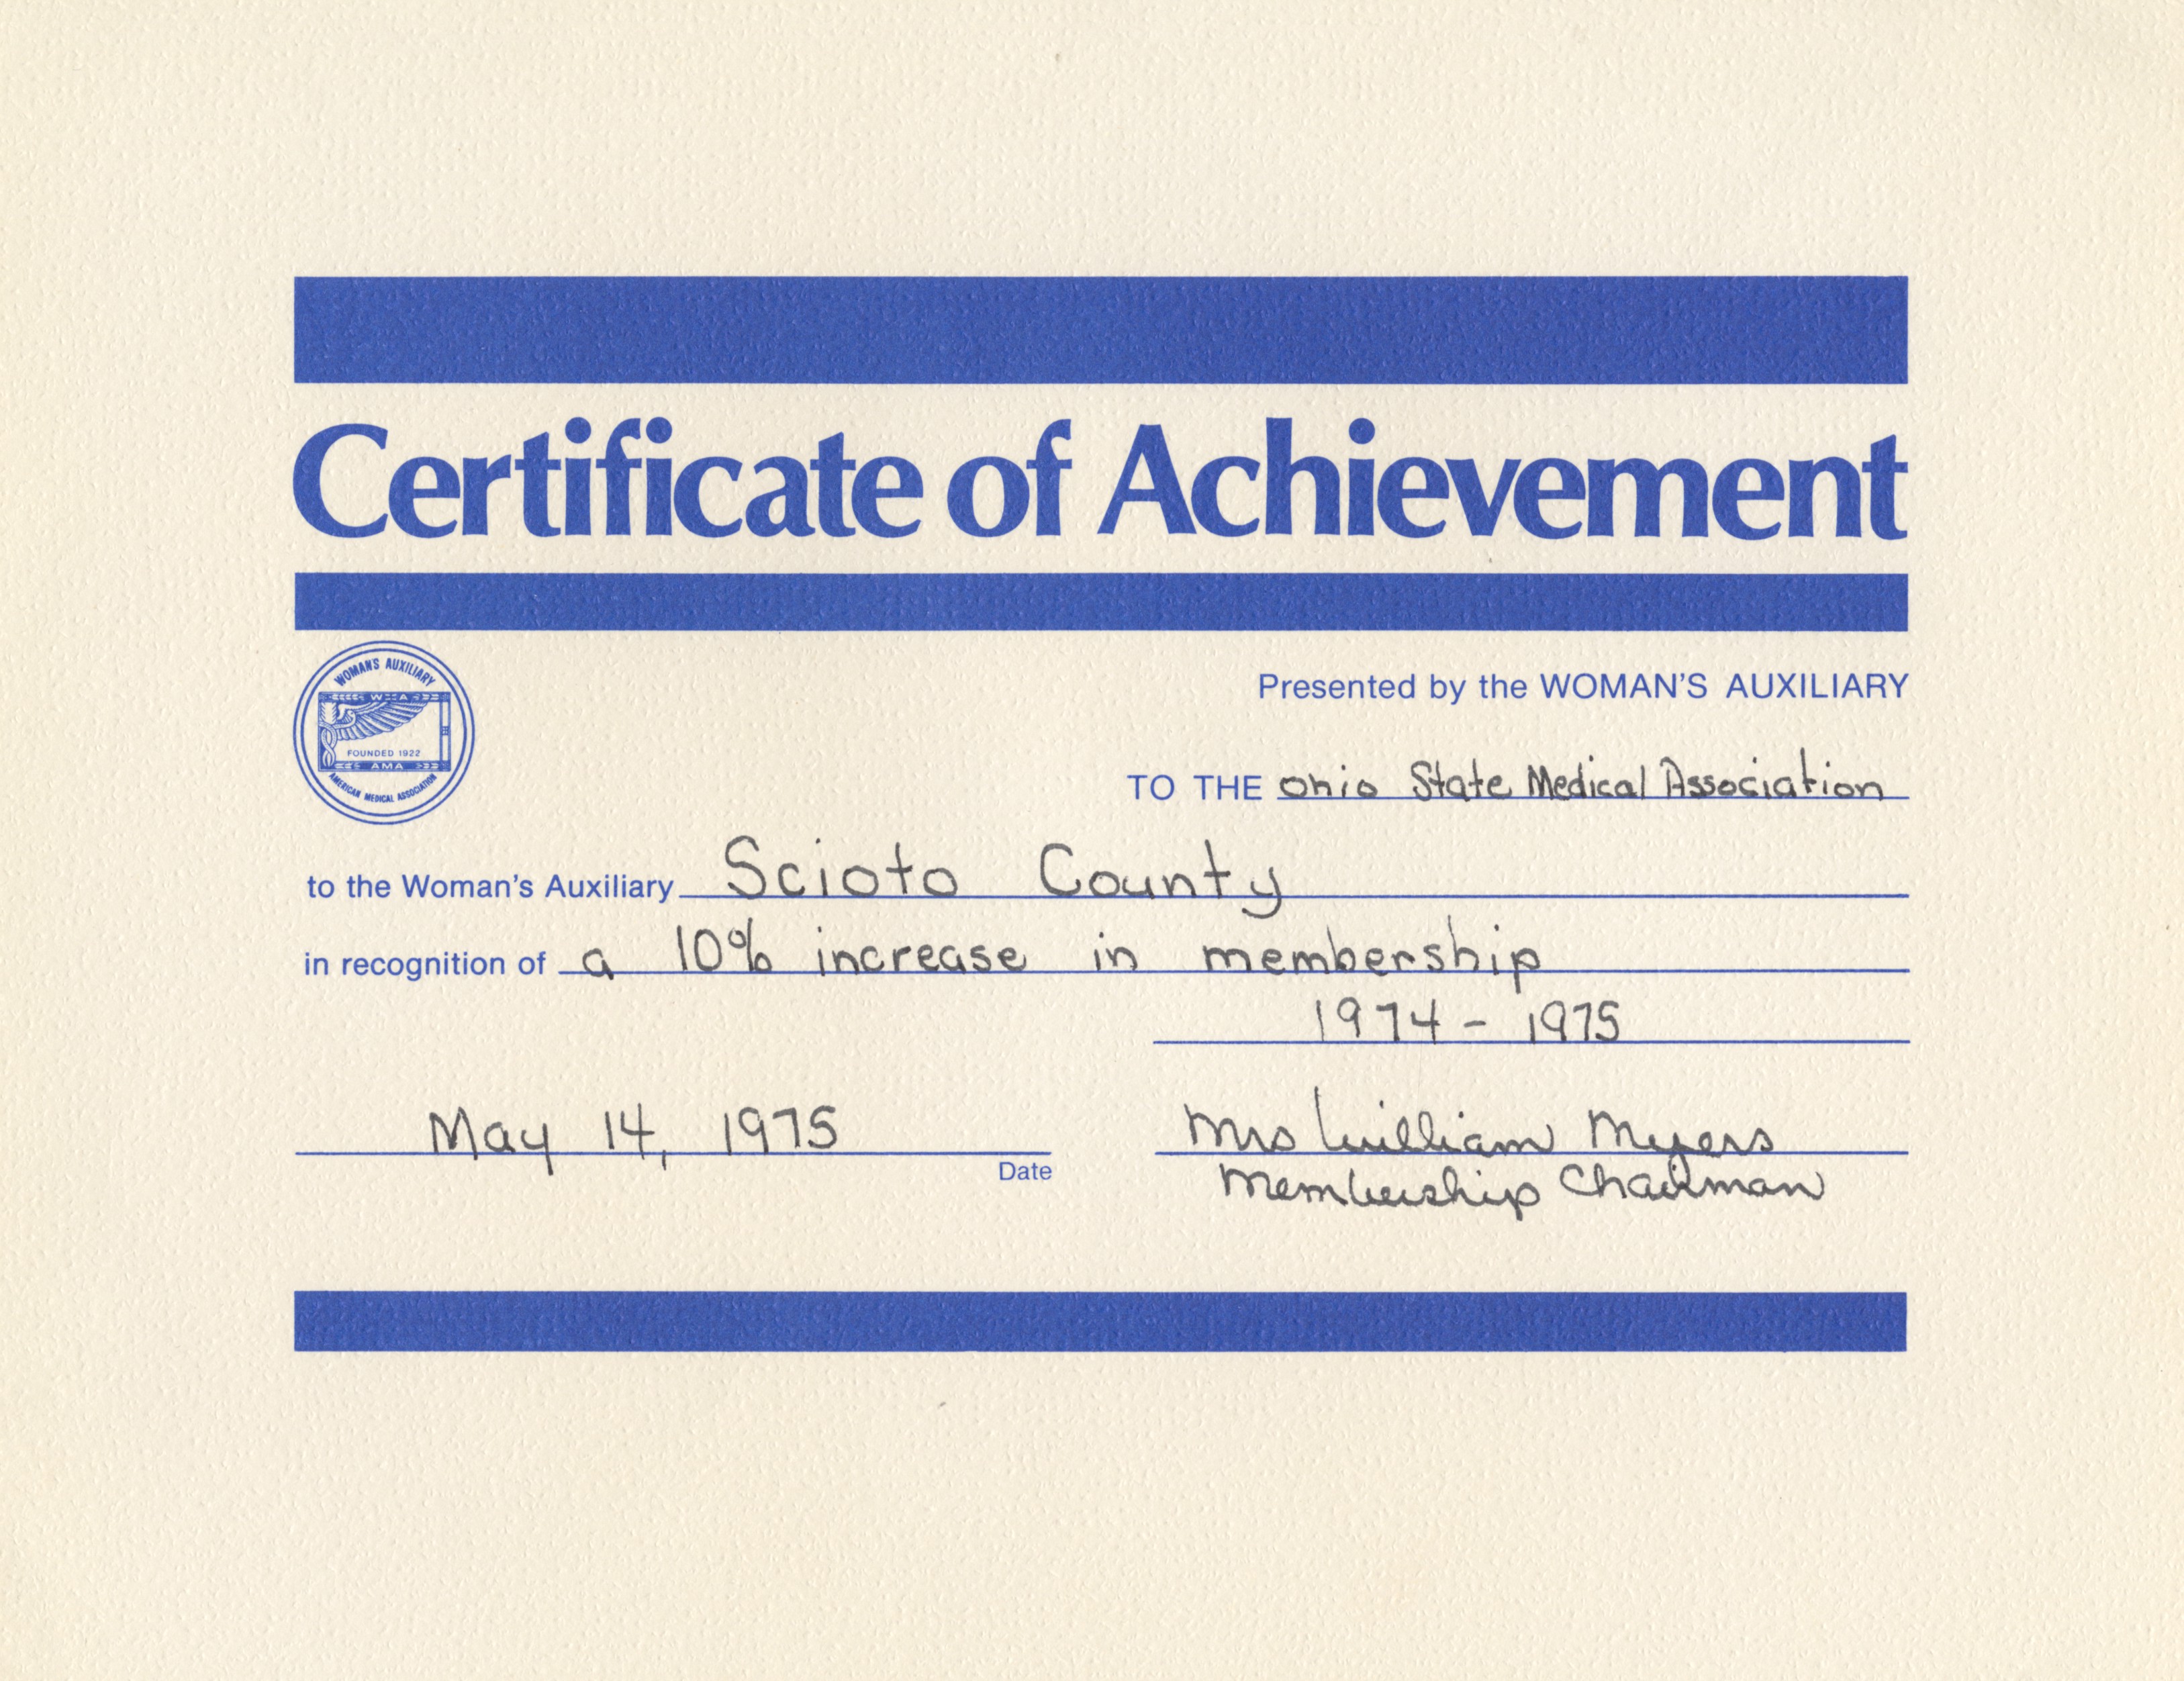 Certificate of Achievement
WOMAN'S AUXILIARY
W A
FOUNDED 1922
AMA
AMERICAN MEDICAL ASSOCIATION
Presented by the WOMAN'S AUXILIARY
TO THE Ohio State Medical Association
to the Woman's Auxiliary Scioto County
in recognition of a 10% increase in membership
1974 - 1975
May 14, 1975
Mrs William Myers
Date
Membership Chairman